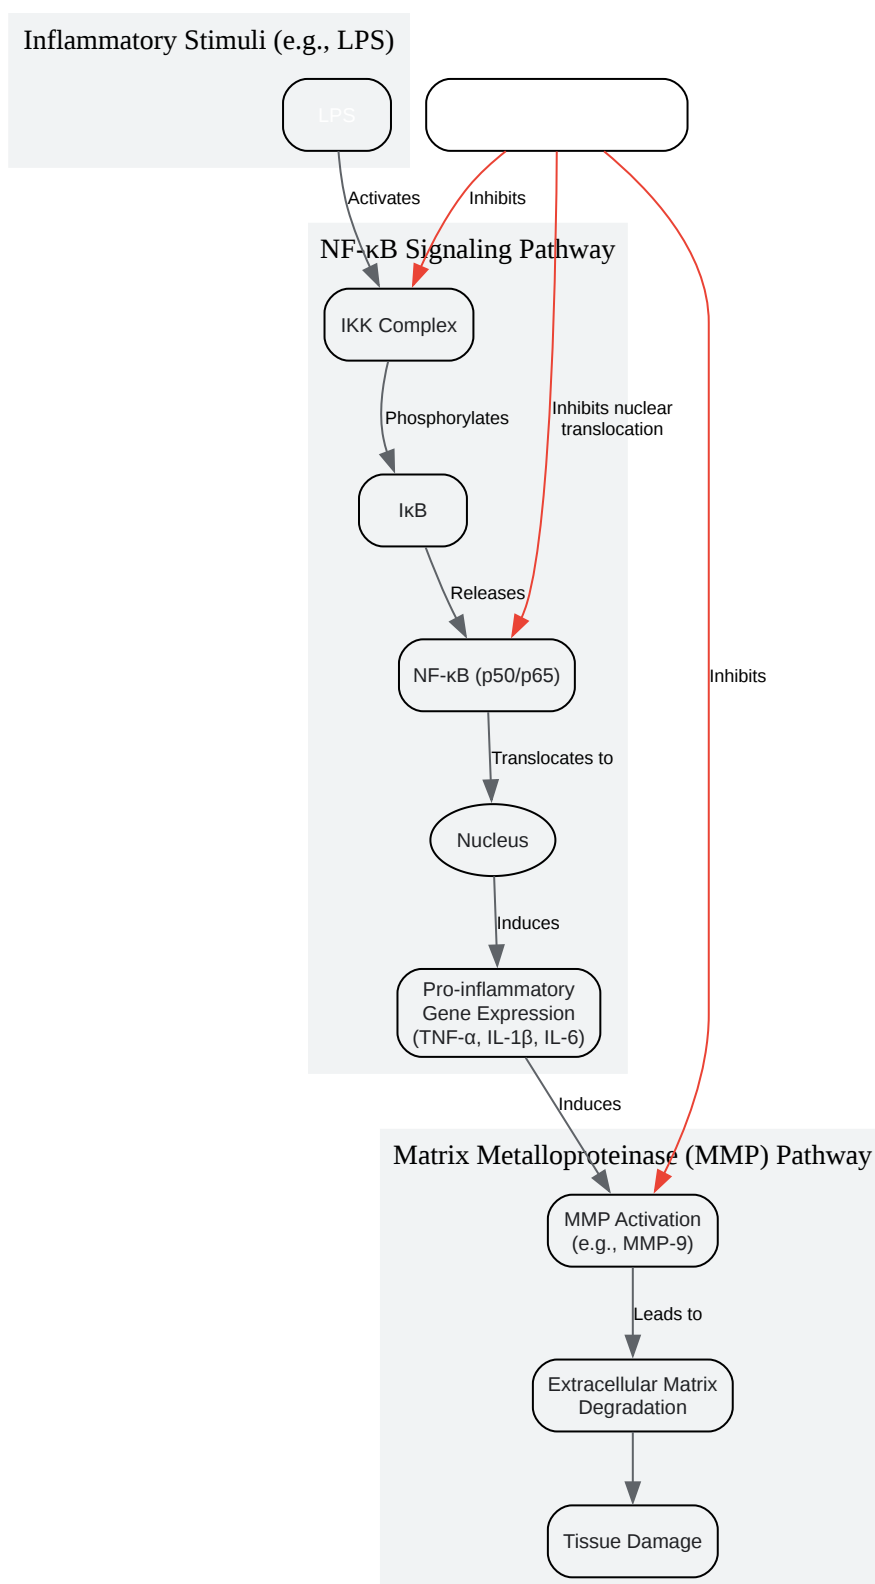 Inflammatory Stimuli (e.g., LPS)
LPS
Activates
Inhibits
NF-κB Signaling Pathway
IKK Complex
Phosphorylates
Inhibits nuclear
translocation
IκB
Releases
NF-κB (p50/p65)
Inhibits
Translocates to
Nucleus
Induces
Pro-inflammatory
Gene Expression
(TNF-α, IL-1β, IL-6)
Induces
Matrix Metalloproteinase (MMP) Pathway
MMP Activation
(e.g., MMP-9)
Leads to
Extracellular Matrix
Degradation
Tissue Damage